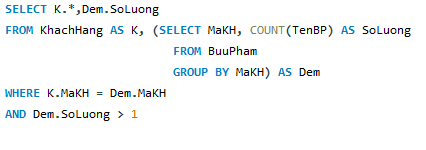 SELECT K.*,Dem.SoLuong
FROM KhachHang AS K, (SELECT MaKH, COUNT(TenBP) AS SoLuong
FROM BuuPham
GROUP BY MaKH) AS Dem
WHERE K.MaKH = Dem.MaKH
AND Dem.SoLuong > 1